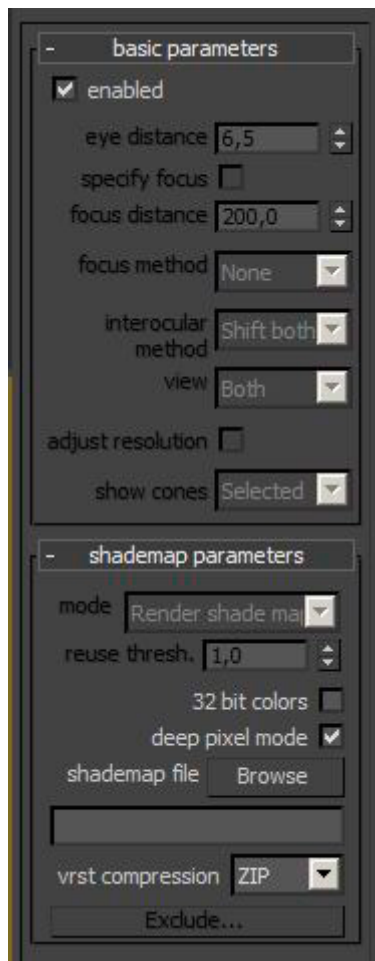 - basic parameters
enabled
eye distance 6,5
specify focus
focus distance 200,0
focus method None
interocular method Shift both
view Both
adjust resolution
show cones Selected
- shademap parameters
mode Render shade ma
reuse thresh. 1,0
32 bit colors
deep pixel mode
shademap file Browse
vrst compression ZIP
Exclude...